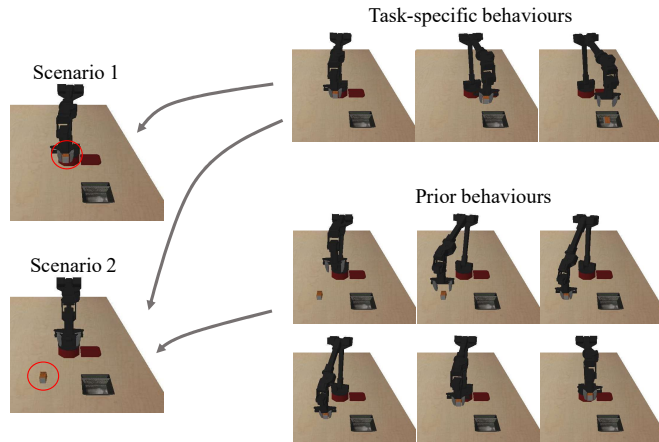 Task-specific behaviours
Scenario 1
Prior behaviours
Scenario 2